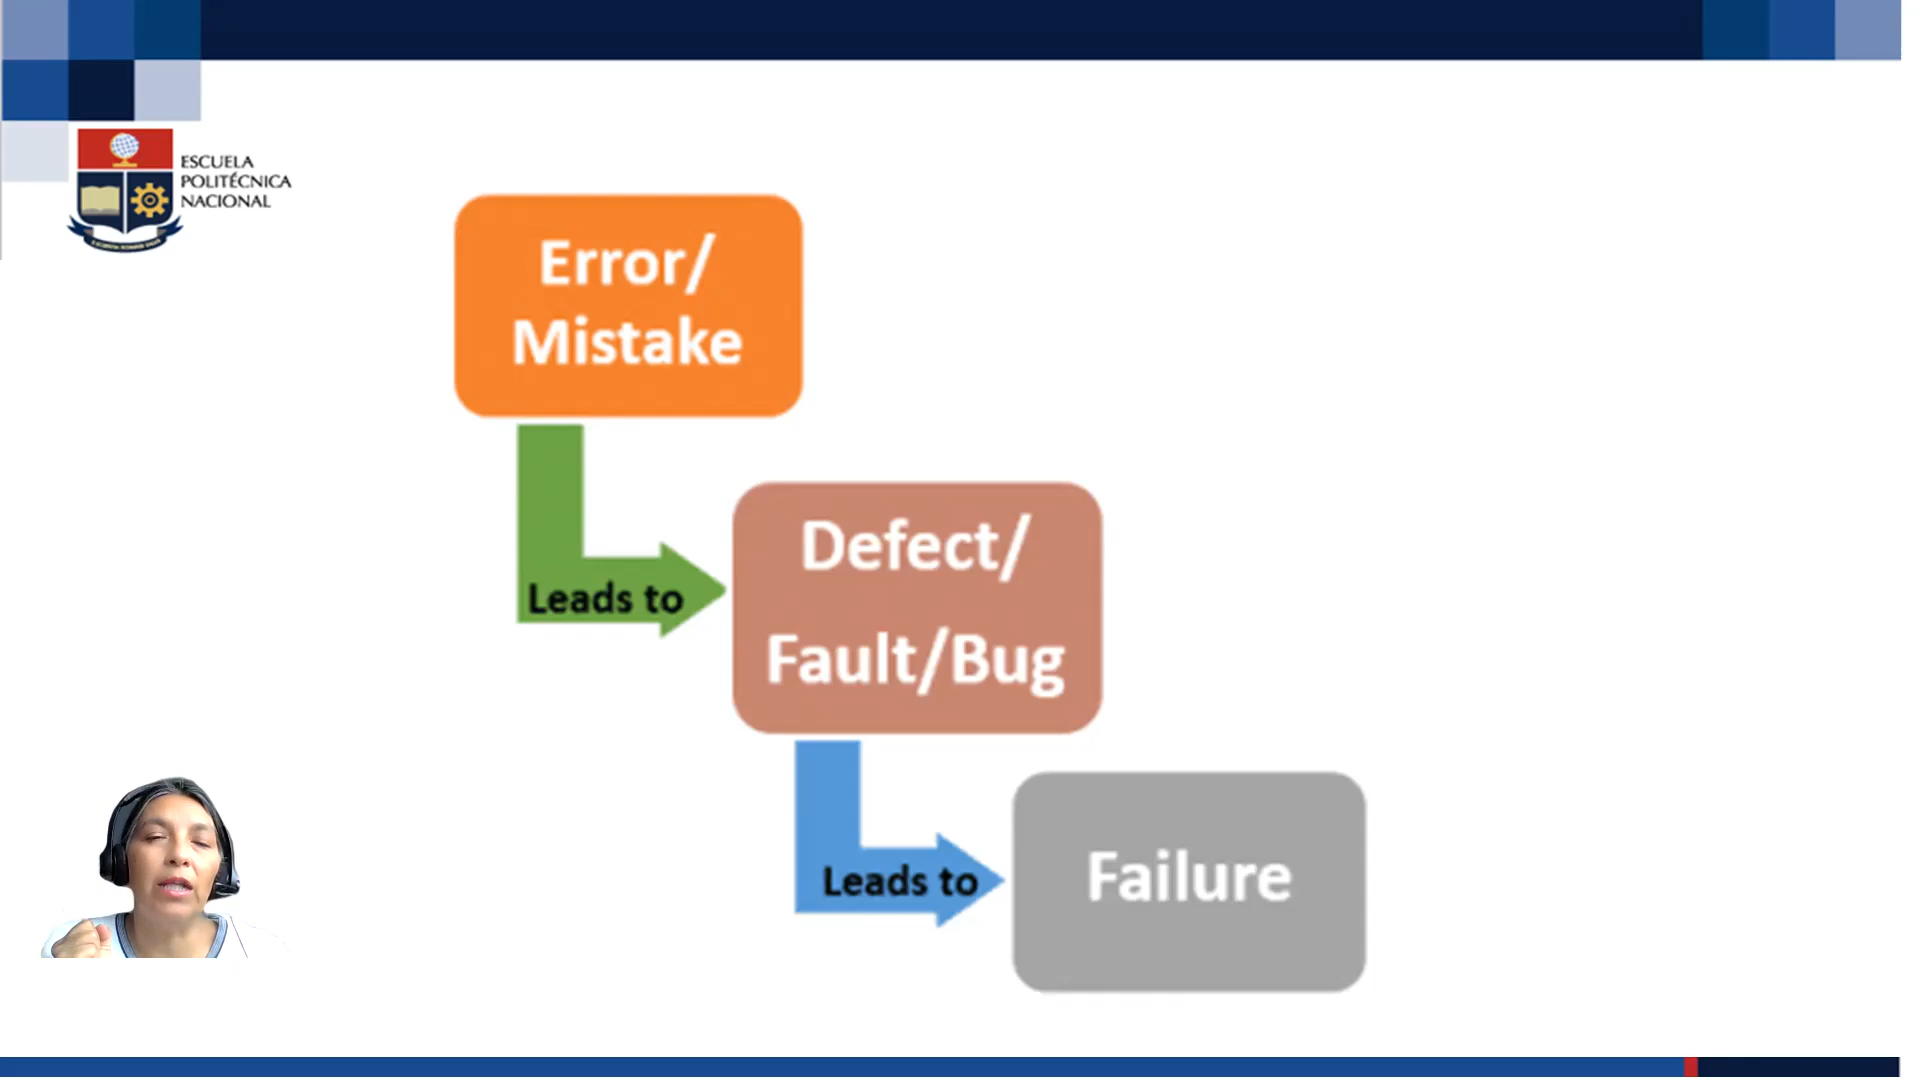 ESCUELA
POLITÉCNICA
NACIONAL
Error/
Mistake
Leads to
Defect/
Fault/Bug
Leads to
Failure